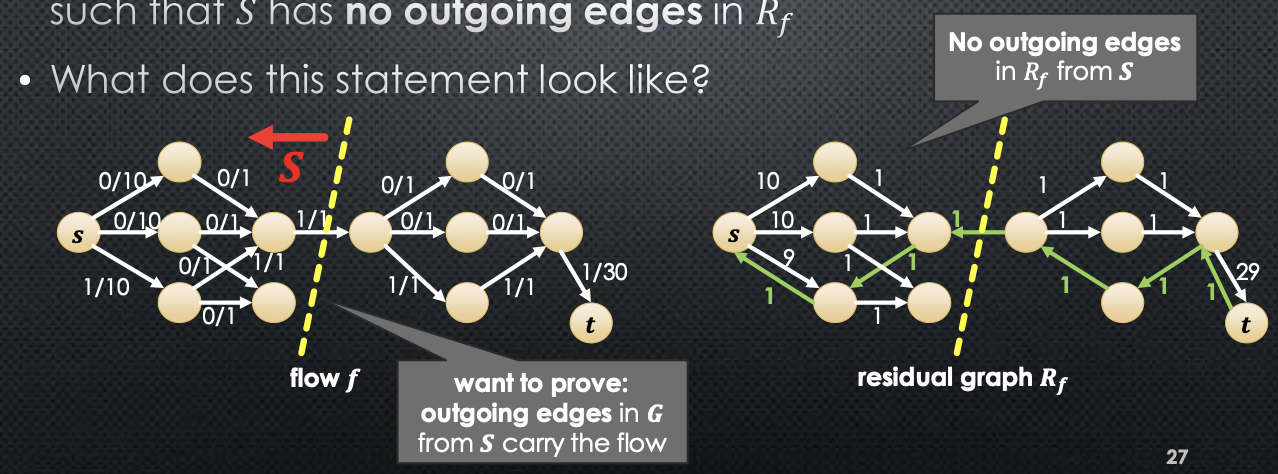 such that S has no outgoing edges in R_f
• What does this statement look like?
No outgoing edges
in R_f from S
S
0/10
0/1
0/10
0/1
1/1
s
1/10
0/1
1/1
0/1
0/1
0/1
0/1
0/1
1/1
1/1
1/30
t
10
1
10
1
1
s
9
1
1
1
1
1
1
1
1
1
1
1
29
t
flow f
want to prove:
outgoing edges in G
from S carry the flow
residual graph R_f
27